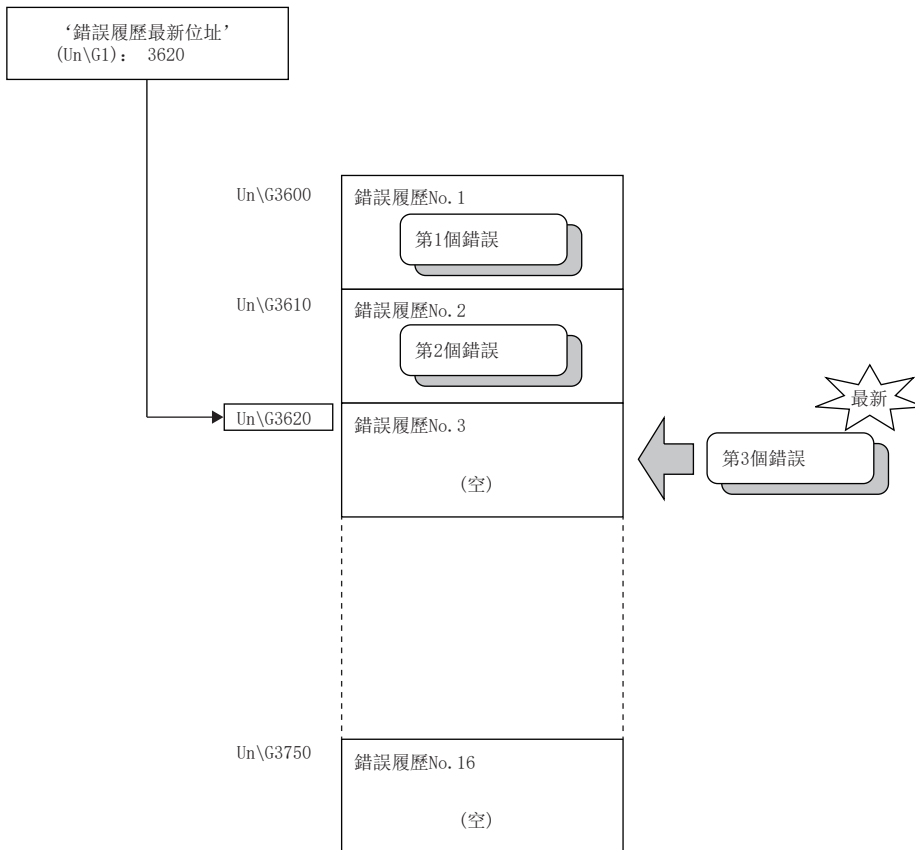 ‘錯誤履歷最新位址’
(Un\G1): 3620
Un\G3600
錯誤履歷No.1
第1個錯誤
Un\G3610
錯誤履歷No.2
第2個錯誤
最新
Un\G3620
錯誤履歷No.3
第3個錯誤
(空)
Un\G3750
錯誤履歷No.16
(空)